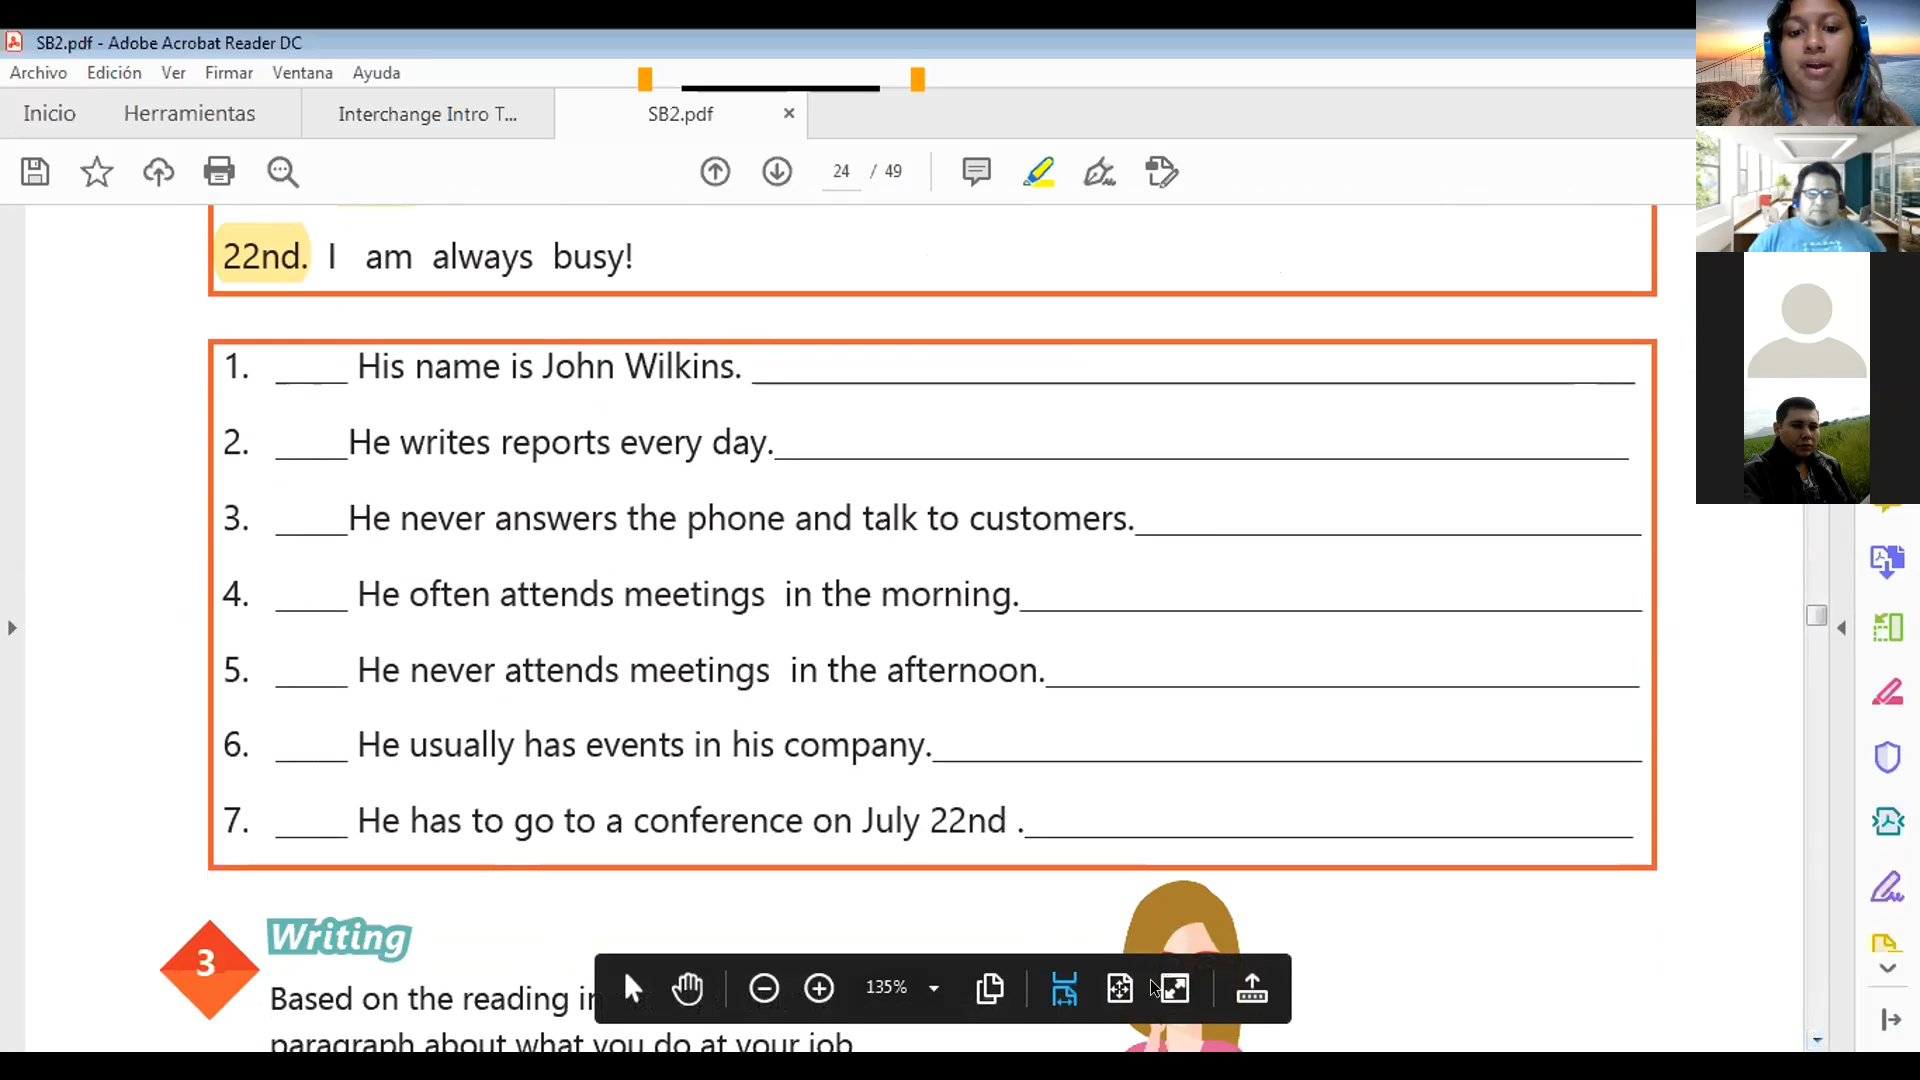 SB2.pdf - Adobe Acrobat Reader DC
Archivo Edición Ver Firmar Ventana Ayuda
Inicio Herramientas Interchange Intro T... SB2.pdf
24 / 49
22nd. I am always busy!
1. ____ His name is John Wilkins. ____
2. ____He writes reports every day.____
3. ____He never answers the phone and talk to customers.____
4. ____ He often attends meetings in the morning.____
5. ____ He never attends meetings in the afternoon.____
6. ____ He usually has events in his company.____
7. ____ He has to go to a conference on July 22nd .____
3 Writing
135%
Based on the reading in
paragraph about what you do at your job